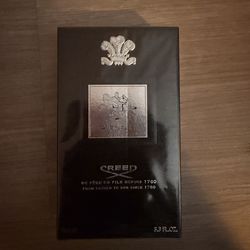 CREED
DE PÈRE EN FILS DEPUIS 1760
FROM FATHER TO SON SINCE 1760
3.3 FL.OZ.